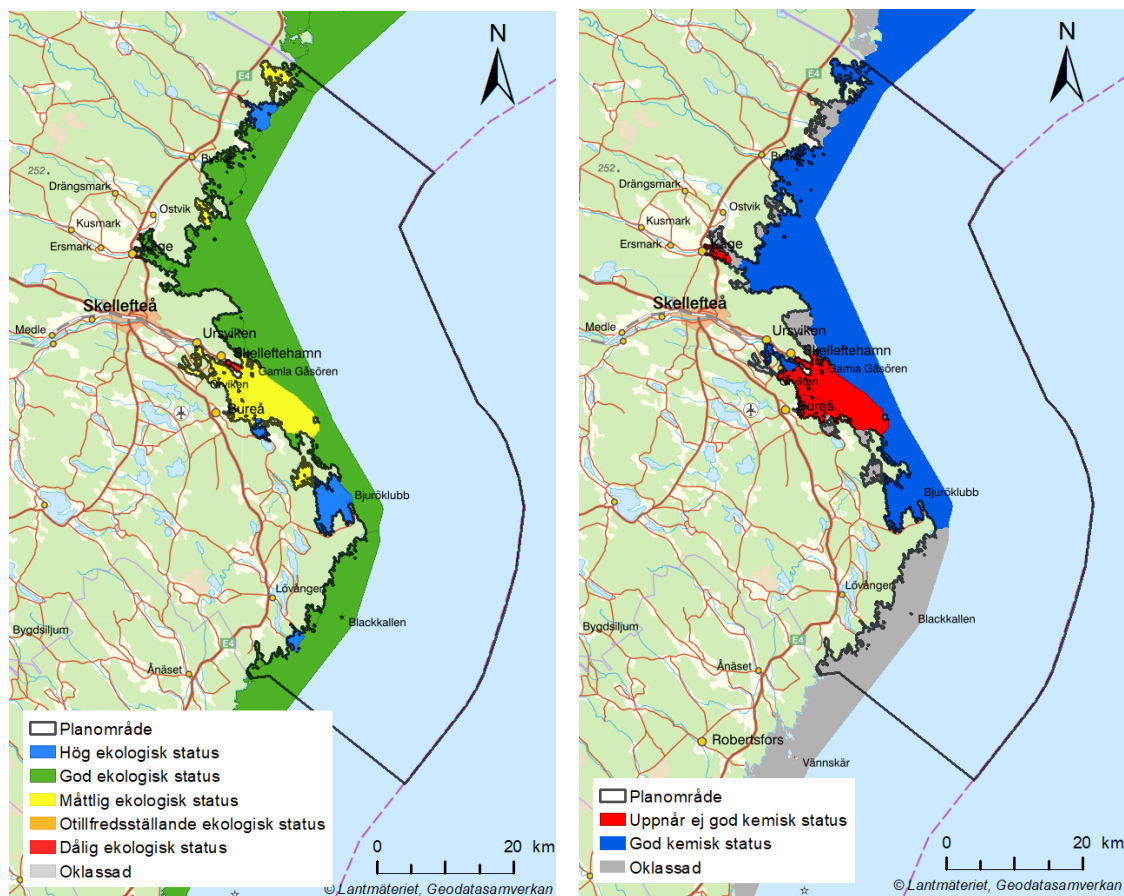 N
E4
Byske
252.
Drängsmark
Ostvik
Kusmark
Ersmark
Kåge
Skellefteå
Medle
Ursviken
Skelleftehamn
Gamla Gåsören
Örviken
Bureå
Bjuröklubb
Lövånger
Blackkallen
Bygdsiljum
E4
Ånäset
Planområde
Hög ekologisk status
God ekologisk status
Måttlig ekologisk status
Otillfredsställande ekologisk status
Dålig ekologisk status
Oklassad
0 20 km
© Lantmäteriet, Geodatasamverkan
N
E4
Byske
252.
Drängsmark
Ostvik
Kusmark
Ersmark
Kåge
Skellefteå
Medle
Ursviken
Skelleftehamn
Gamla Gåsören
Örviken
Bureå
Bjuröklubb
Lövånger
Blackkallen
Bygdsiljum
E4
Ånäset
Robertsfors
Vännskär
Planområde
Uppnår ej god kemisk status
God kemisk status
Oklassad
0 20 km
© Lantmäteriet, Geodatasamverkan